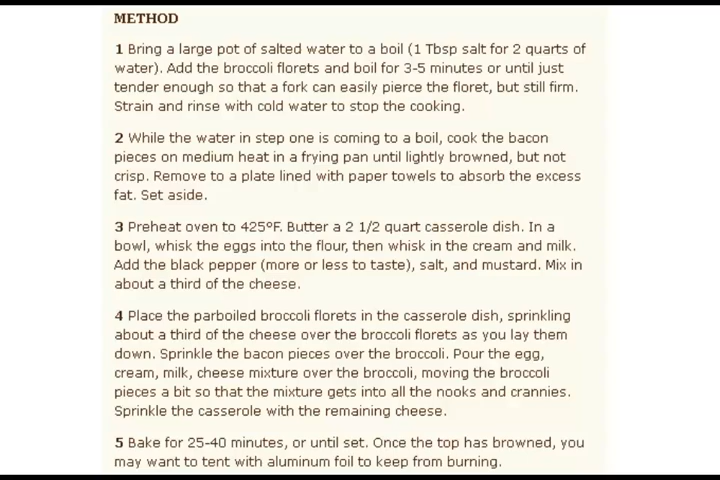 METHOD
1 Bring a large pot of salted water to a boil (1 Tbsp salt for 2 quarts of
water). Add the broccoli florets and boil for 3-5 minutes or until just
tender enough so that a fork can easily pierce the floret, but still firm.
Strain and rinse with cold water to stop the cooking.
2 While the water in step one is coming to a boil, cook the bacon
pieces on medium heat in a frying pan until lightly browned, but not
crisp. Remove to a plate lined with paper towels to absorb the excess
fat. Set aside.
3 Preheat oven to 425°F. Butter a 2 1/2 quart casserole dish. In a
bowl, whisk the eggs into the flour, then whisk in the cream and milk.
Add the black pepper (more or less to taste), salt, and mustard. Mix in
about a third of the cheese.
4 Place the parboiled broccoli florets in the casserole dish, sprinkling
about a third of the cheese over the broccoli florets as you lay them
down. Sprinkle the bacon pieces over the broccoli. Pour the egg,
cream, milk, cheese mixture over the broccoli, moving the broccoli
pieces a bit so that the mixture gets into all the nooks and crannies.
Sprinkle the casserole with the remaining cheese.
5 Bake for 25-40 minutes, or until set. Once the top has browned, you
may want to tent with aluminum foil to keep from burning.